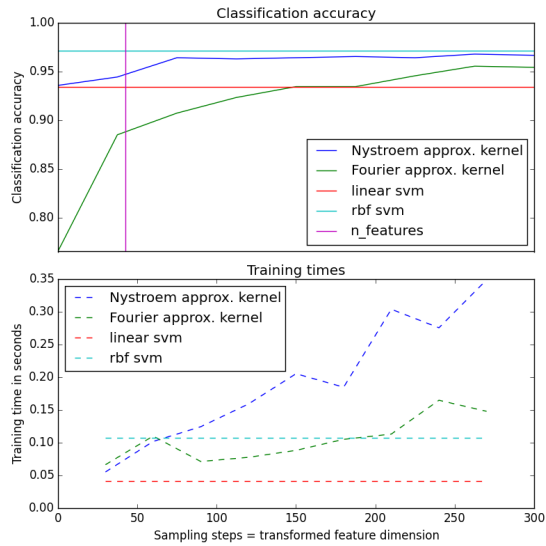 Classification accuracy
1.00
0.95
0.90
0.85
0.80
Classification accuracy
Nystroem approx. kernel
Fourier approx. kernel
linear svm
rbf svm
n_features
Training times
0.35
0.30
0.25
0.20
0.15
0.10
0.05
0.00
Training time in seconds
Nystroem approx. kernel
Fourier approx. kernel
linear svm
rbf svm
0 50 100 150 200 250 300
Sampling steps = transformed feature dimension